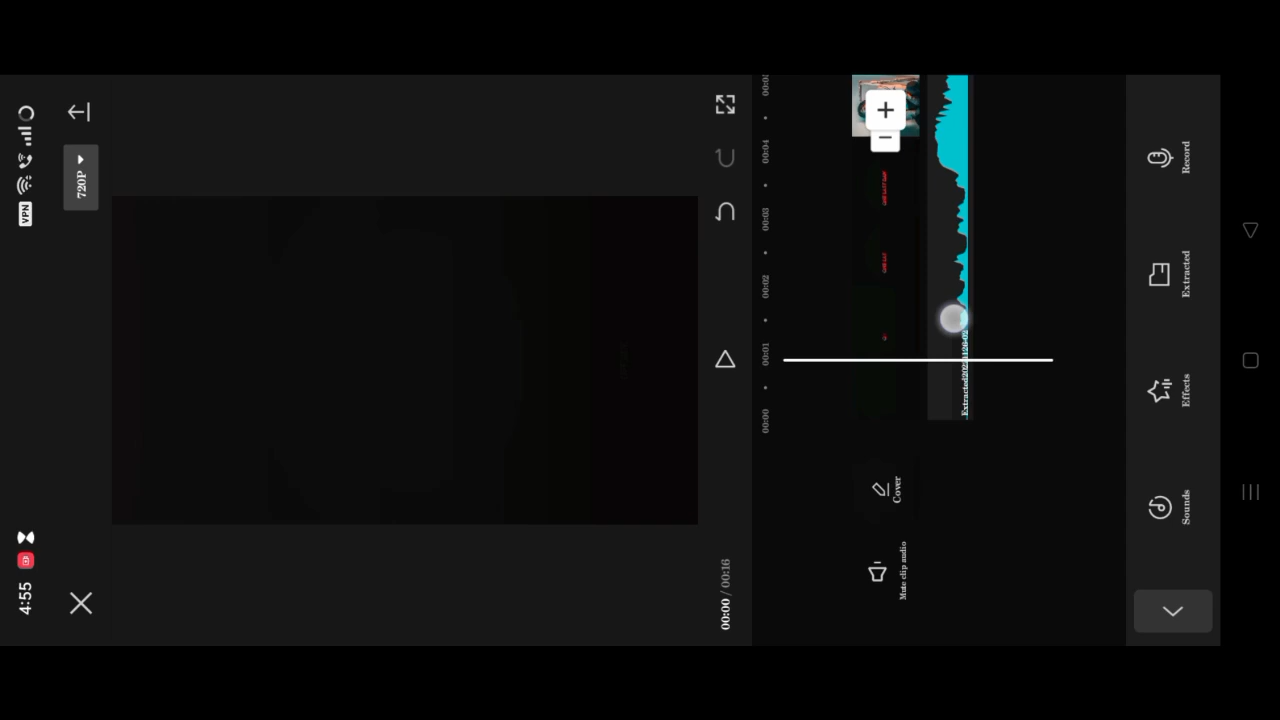 4:55
VPN
720P
00:00 / 00:16
00:00
00:01
00:02
00:03
00:04
Cover
Mute clip audio
Sounds
Effects
Extracted
Record